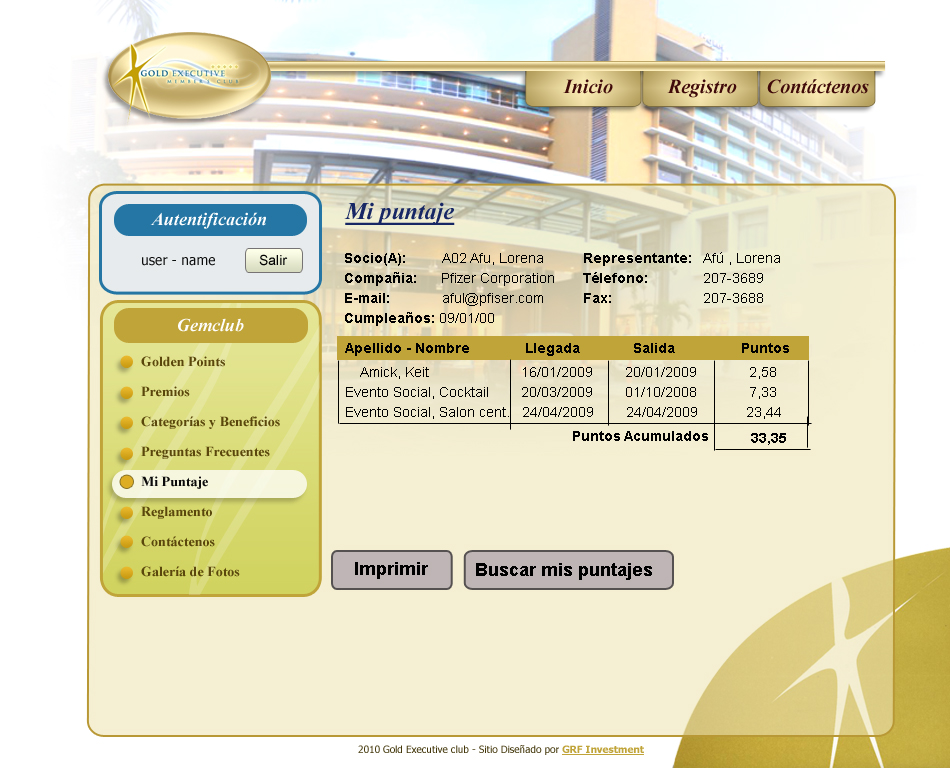 GOLD EXECUTIVE
MEMBER'S CLUB
Inicio Registro Contáctenos
Autentificación
user - name Salir
Gemclub
Golden Points
Premios
Categorías y Beneficios
Preguntas Frecuentes
Mi Puntaje
Reglamento
Contáctenos
Galería de Fotos
Mi puntaje
Socio(A): A02 Afu, Lorena Representante: Afú , Lorena
Compañia: Pfizer Corporation Télefono: 207-3689
E-mail: aful@pfiser.com Fax: 207-3688
Cumpleaños: 09/01/00
Apellido - Nombre Llegada Salida Puntos
Amick, Keit 16/01/2009 20/01/2009 2,58
Evento Social, Cocktail 20/03/2009 01/10/2008 7,33
Evento Social, Salon cent. 24/04/2009 24/04/2009 23,44
Puntos Acumulados 33,35
Imprimir Buscar mis puntajes
2010 Gold Executive club - Sitio Diseñado por GRF Investment